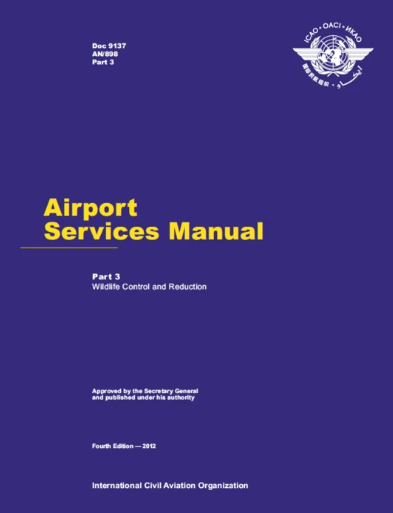 Doc 9137
AN/898
Part 3
ICAO • OACI • ИКАО
Airport
Services Manual
Part 3
Wildlife Control and Reduction
Approved by the Secretary General
and published under his authority
Fourth Edition — 2012
International Civil Aviation Organization